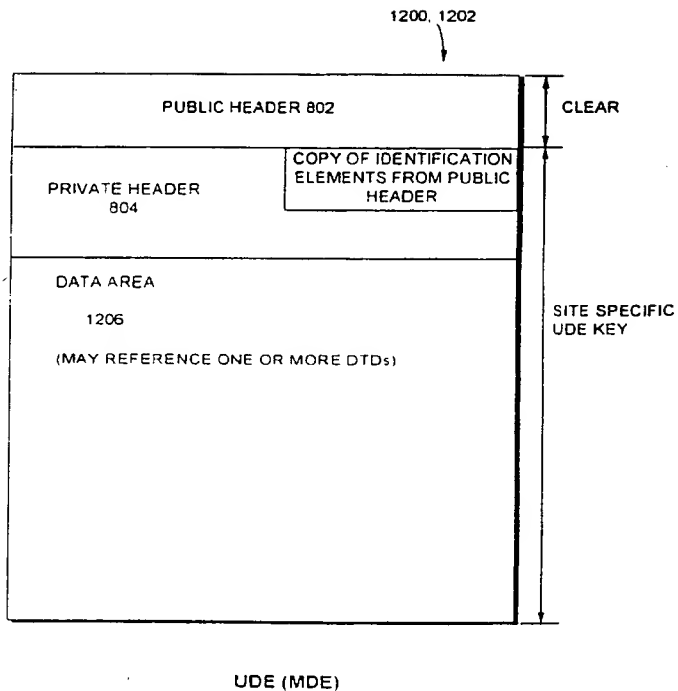 1200, 1202
PUBLIC HEADER 802
CLEAR
COPY OF IDENTIFICATION
ELEMENTS FROM PUBLIC
HEADER
PRIVATE HEADER
804
DATA AREA
1206
(MAY REFERENCE ONE OR MORE DTDs)
SITE SPECIFIC
UDE KEY
UDE (MDE)